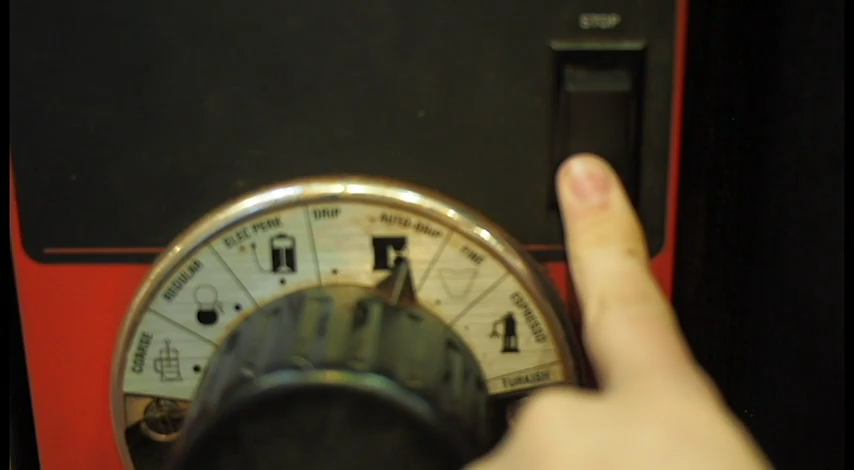 STOP
COARSE
REGULAR
ELEC PERK
DRIP
AUTO-DRIP
FINE
ESPRESSO
TURKISH